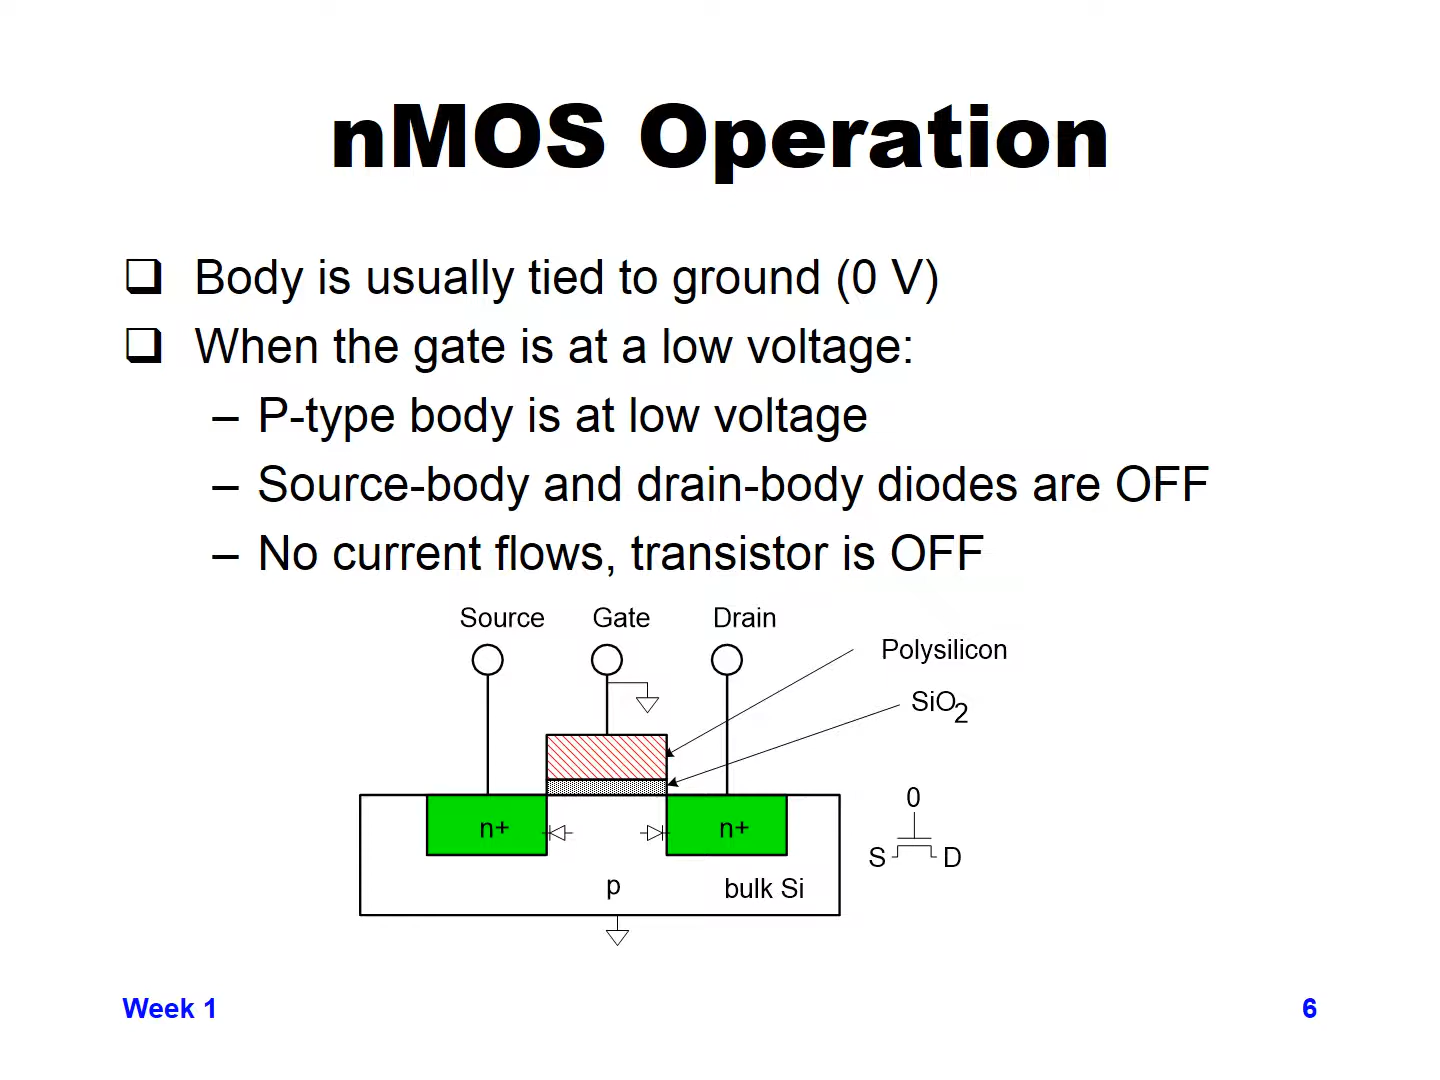 nMOS Operation
❑ Body is usually tied to ground (0 V)
❑ When the gate is at a low voltage:
– P-type body is at low voltage
– Source-body and drain-body diodes are OFF
– No current flows, transistor is OFF
Source Gate Drain
Polysilicon
SiO2
n+ n+
0
S D
p bulk Si
Week 1 6